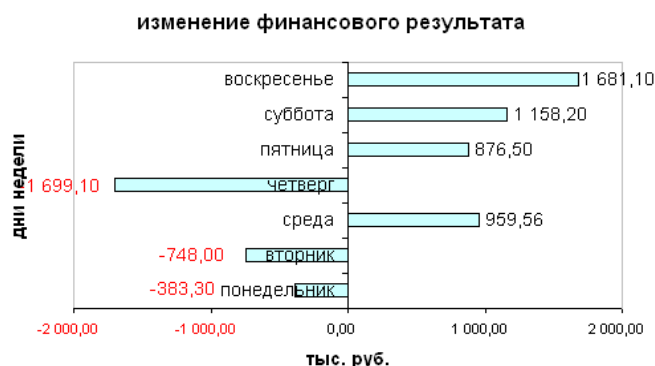 изменение финансового результата
воскресенье 1 681,10
суббота 1 158,20
пятница 876,50
1 699,10 четверг
среда 959,56
-748,00 вторник
-383,30 понедельник
-2 000,00 -1 000,00 0,00 1 000,00 2 000,00
тыс. руб.
дни недели